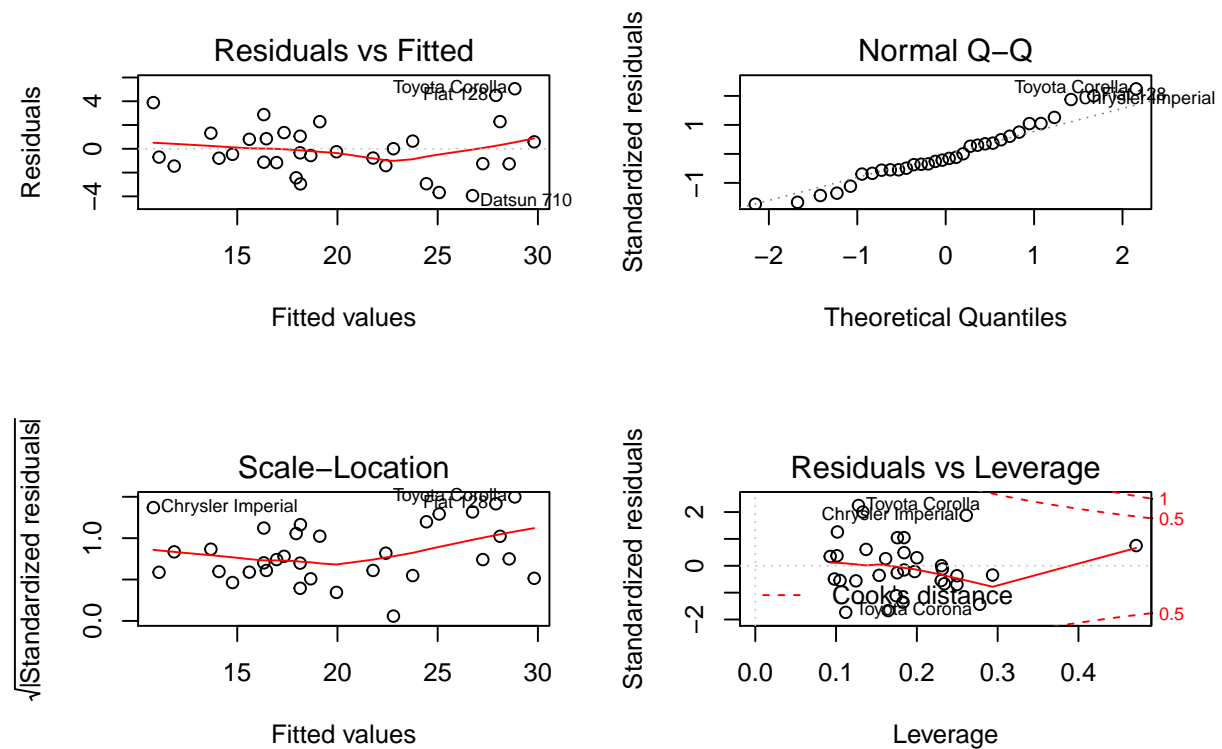 Residuals vs Fitted
Residuals
4
0
−4
Toyota Corolla
Fiat 128
Datsun 710
15 20 25 30
Fitted values
Normal Q−Q
Standardized residuals
1
−1
Toyota Corolla
Fiat 128
Chrysler Imperial
−2 −1 0 1 2
Theoretical Quantiles
Scale−Location
√|Standardized residuals|
1.0
0.0
Chrysler Imperial
Toyota Corolla
Fiat 128
15 20 25 30
Fitted values
Residuals vs Leverage
Standardized residuals
2
0
−2
Toyota Corolla
Chrysler Imperial
Cook's distance
Toyota Corona
1
0.5
0.5
0.0 0.1 0.2 0.3 0.4
Leverage